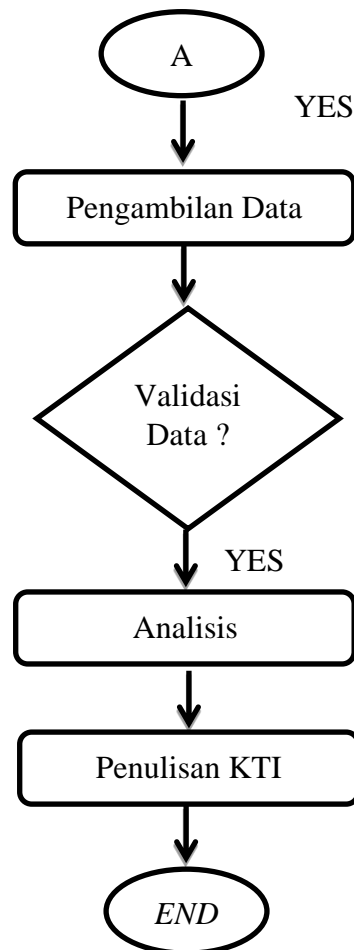 A
YES
Pengambilan Data
Validasi
Data ?
YES
Analisis
Penulisan KTI
END